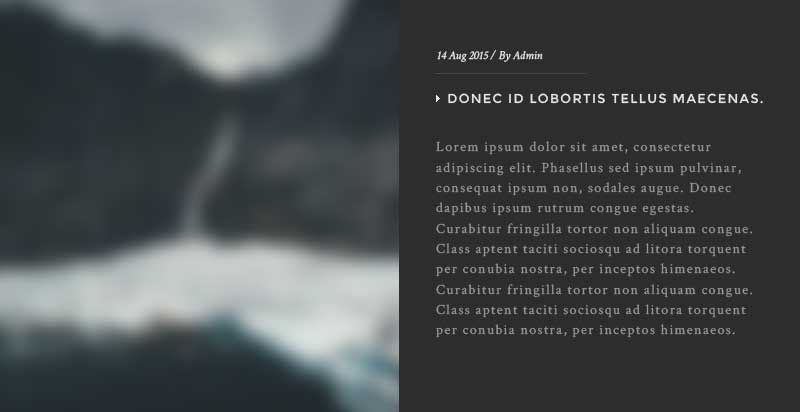 14 Aug 2015 / By Admin
DONEC ID LOBORTIS TELLUS MAECENAS.
Lorem ipsum dolor sit amet, consectetur
adipiscing elit. Phasellus sed ipsum pulvinar,
consequat ipsum non, sodales augue. Donec
dapibus ipsum rutrum congue egestas.
Curabitur fringilla tortor non aliquam congue.
Class aptent taciti sociosqu ad litora torquent
per conubia nostra, per inceptos himenaeos.
Curabitur fringilla tortor non aliquam congue.
Class aptent taciti sociosqu ad litora torquent
per conubia nostra, per inceptos himenaeos.